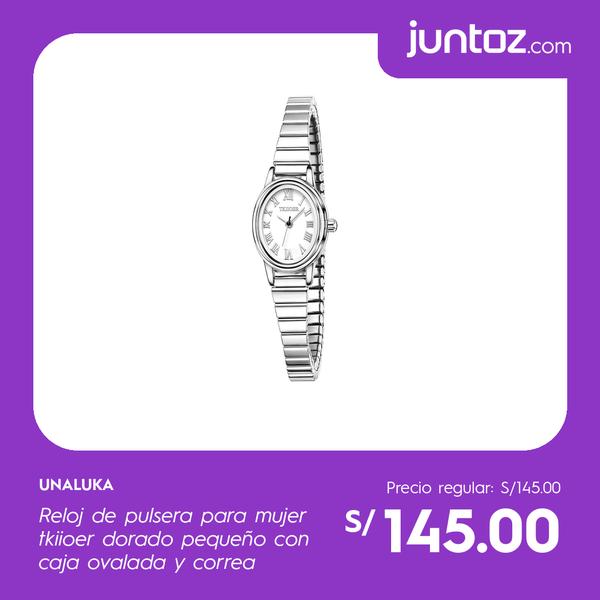 juntoz.com
TKIIOER
UNALUKA
Reloj de pulsera para mujer
tkiioer dorado pequeño con
caja ovalada y correa
Precio regular: S/145.00
S/145.00